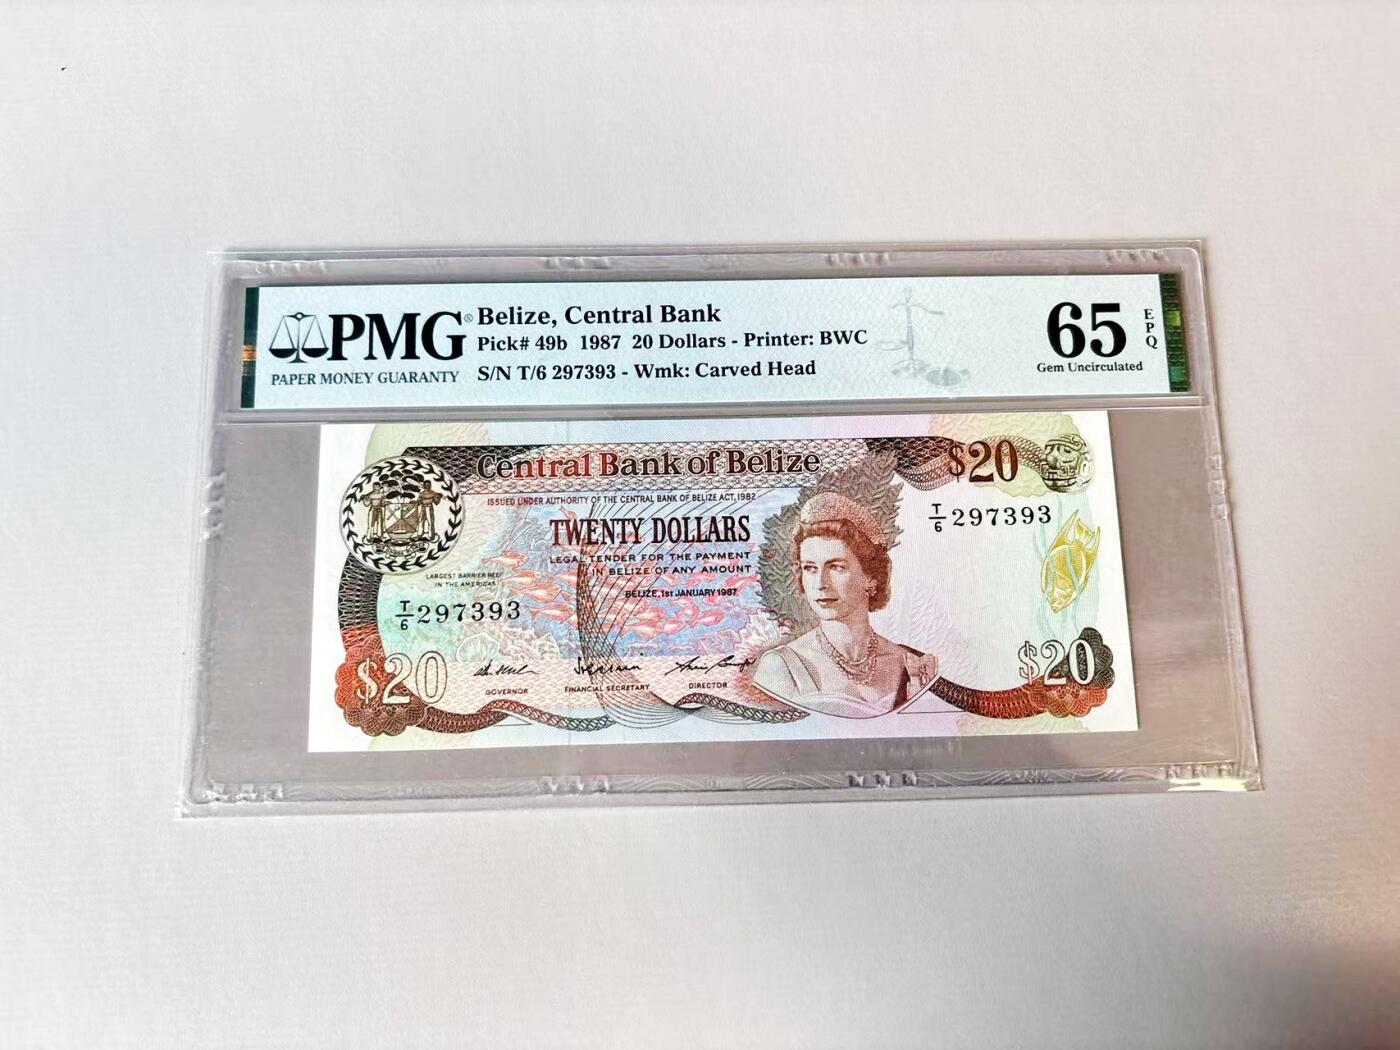 PMG®
PAPER MONEY GUARANTY
Belize, Central Bank
Pick# 49b 1987 20 Dollars - Printer: BWC
S/N T/6 297393 - Wmk: Carved Head
65
EPQ
Gem Uncirculated
Central Bank of Belize
$20
ISSUED UNDER AUTHORITY OF THE CENTRAL BANK OF BELIZE ACT, 1982
TWENTY DOLLARS
T/6 297393
LEGAL TENDER FOR THE PAYMENT
IN BELIZE OF ANY AMOUNT
LARGEST BARRIER REEF
IN THE AMERICAS
BELIZE, 1st JANUARY 1987
T/6 297393
$20
GOVERNOR
FINANCIAL SECRETARY
DIRECTOR
$20